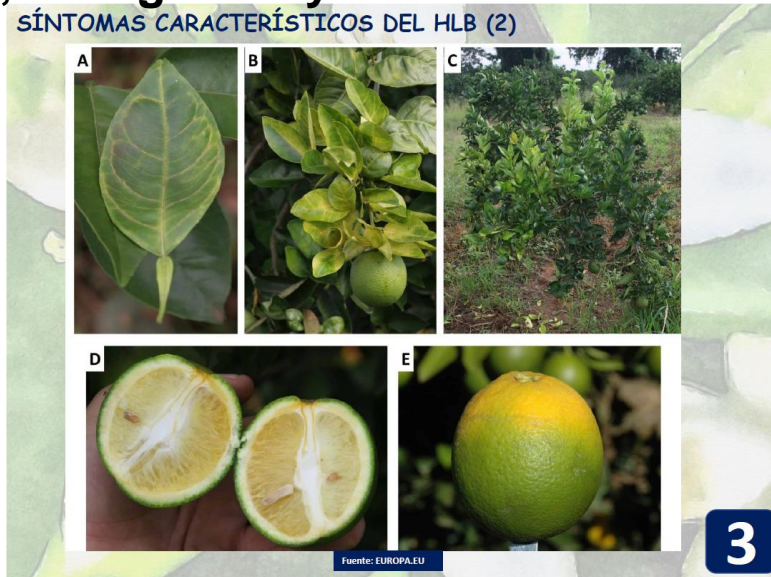 SÍNTOMAS CARACTERÍSTICOS DEL HLB (2)
A
B
C
D
E
Fuente: EUROPA.EU
3